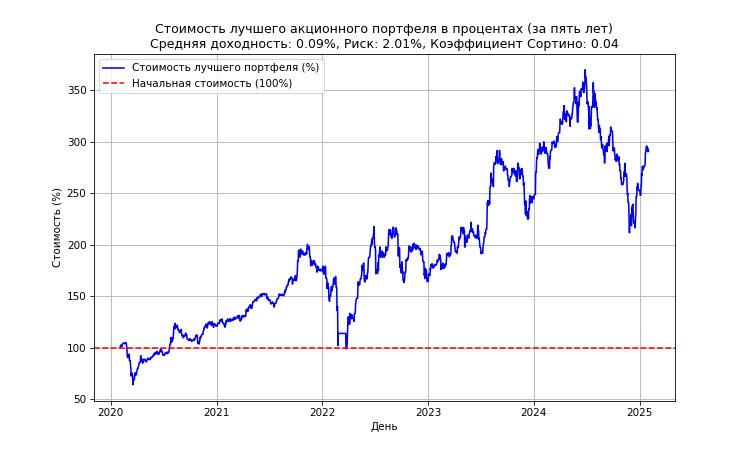 Стоимость лучшего акционного портфеля в процентах (за пять лет)
Средняя доходность: 0.09%, Риск: 2.01%, Коэффициент Сортино: 0.04
Стоимость лучшего портфеля (%)
Начальная стоимость (100%)
Стоимость (%)
350
300
250
200
150
100
50
2020 2021 2022 2023 2024 2025
День